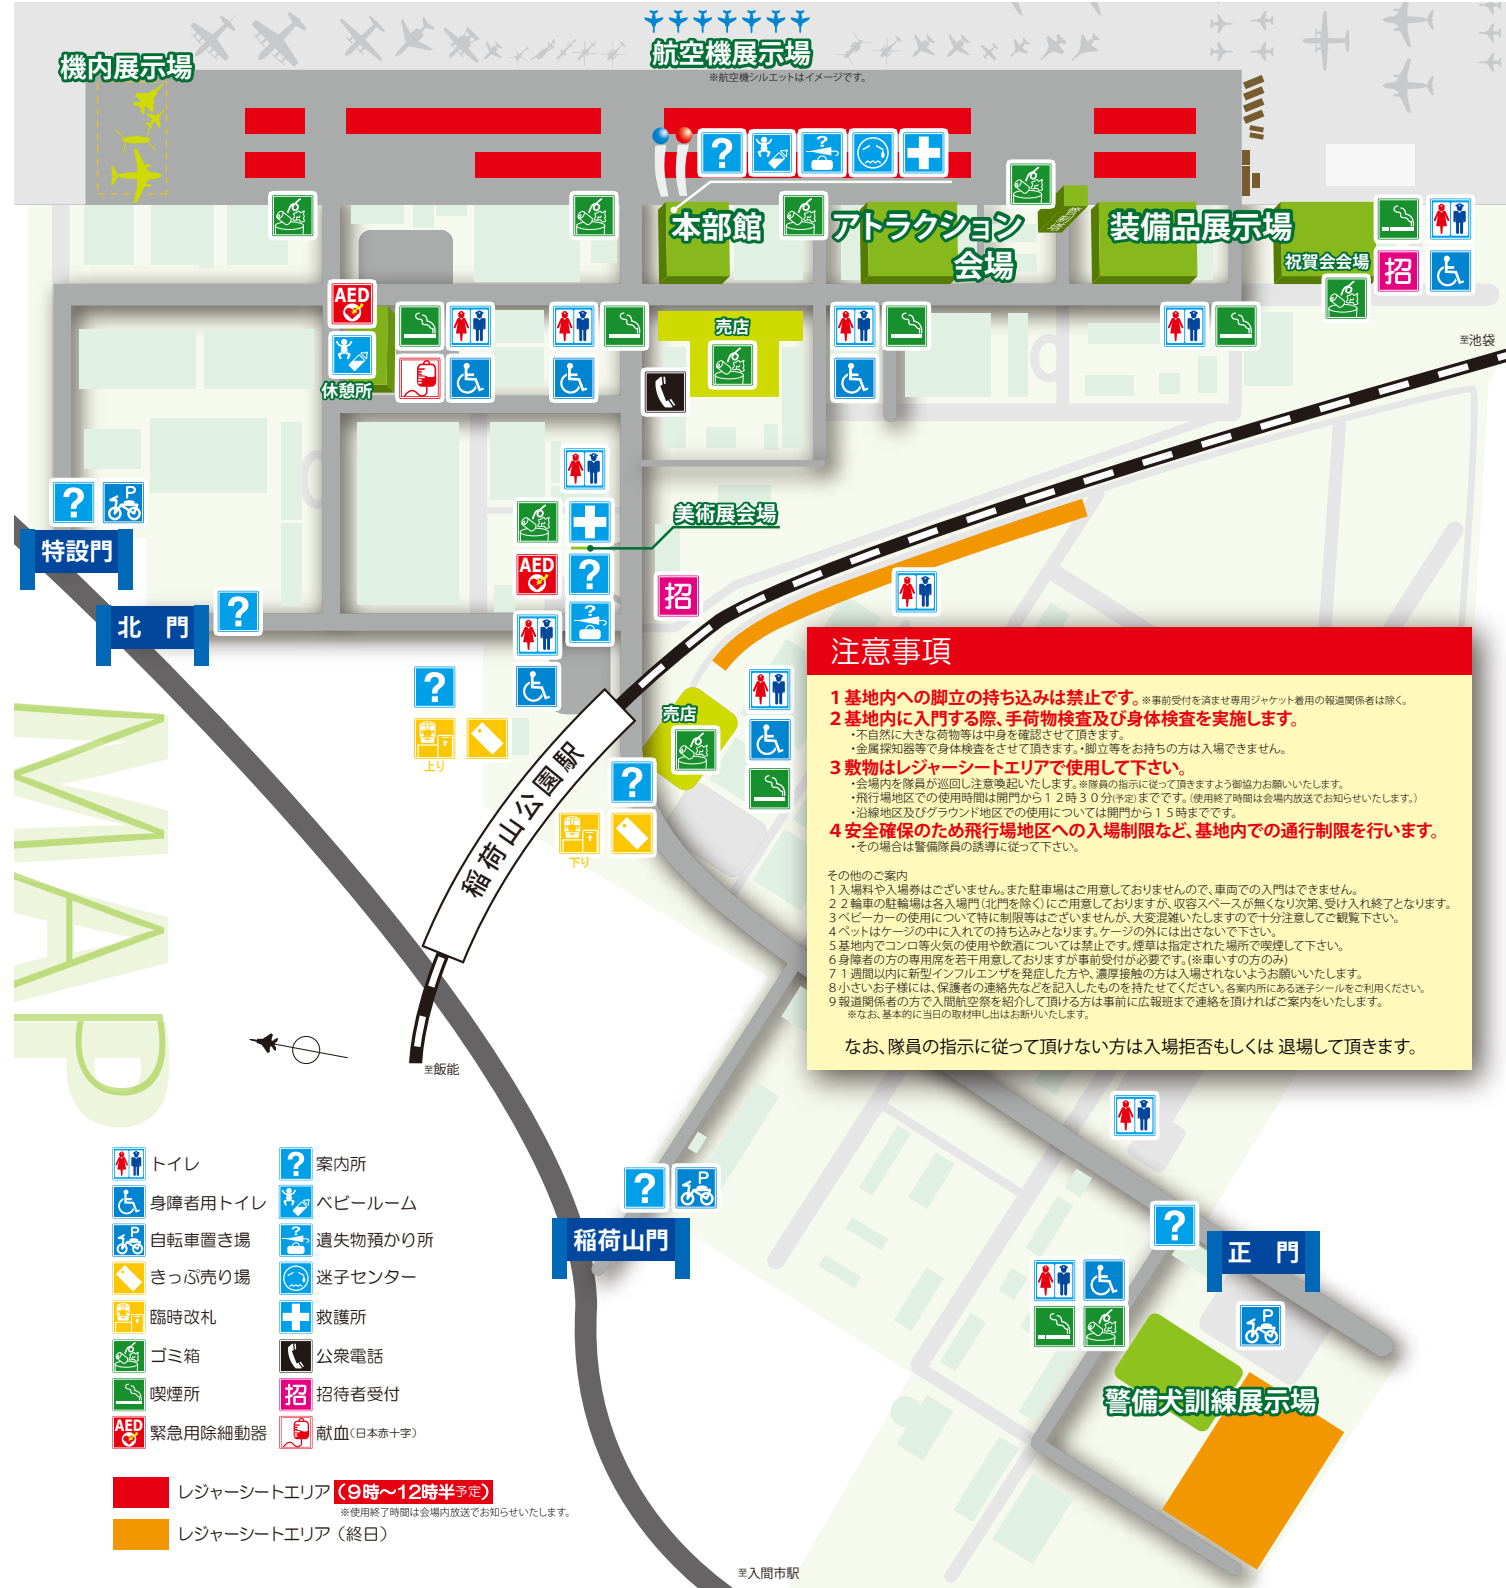 機内展示場
航空機展示場
※航空機シルエットはイメージです。
本部館
アトラクション
会場
装備品展示場
祝賀会会場
招
AED
休憩所
売店
至池袋
P
特設門
北 門
美術展会場
AED
招
上り
売店
稲荷山公園駅
下り
MAP
至飯能
注意事項
1 基地内への脚立の持ち込みは禁止です。※事前受付を済ませ専用ジャケット着用の報道関係者は除く。
2 基地内に入門する際、手荷物検査及び身体検査を実施します。
・不自然に大きな荷物等は中身を確認させて頂きます。
・金属探知器等で身体検査をさせて頂きます。・脚立等をお持ちの方は入場できません。
3 敷物はレジャーシートエリアで使用して下さい。
・会場内を隊員が巡回し注意喚起いたします。※隊員の指示に従って頂きますよう御協力お願いいたします。
・飛行場地区での使用時間は開門から12時30分(予定)までです。(使用終了時間は会場内放送でお知らせいたします。)
・沿線地区及びグラウンド地区での使用については開門から15時までです。
4 安全確保のため飛行場地区への入場制限など、基地内での通行制限を行います。
・その場合は警備隊員の誘導に従って下さい。
その他のご案内
1 入場料や入場券はございません。また駐車場はご用意しておりませんので、車両での入門はできません。
2 2輪車の駐輪場は各入場門(北門を除く)にご用意しておりますが、収容スペースが無くなり次第、受け入れ終了となります。
3 ベビーカーの使用について特に制限等はございませんが、大変混雑いたしますので十分注意してご観覧下さい。
4 ペットはケージの中に入れての持ち込みとなります。ケージの外には出さないで下さい。
5 基地内でコンロ等火気の使用や飲酒については禁止です。煙草は指定された場所で喫煙して下さい。
6 身障者の方の専用席を若干用意しておりますが事前受付が必要です。(※車いすの方のみ)
7 1週間以内に新型インフルエンザを発症した方や、濃厚接触の方は入場されないようお願いいたします。
8 小さいお子様には、保護者の連絡先などを記入したものを持たせてください。各案内所にある迷子シールをご利用ください。
9 報道関係者の方で入間航空祭を紹介して頂ける方は事前に広報班まで連絡を頂ければご案内をいたします。
※なお、基本的に当日の取材申し出はお断りいたします。
なお、隊員の指示に従って頂けない方は入場拒否もしくは 退場して頂きます。
トイレ
案内所
身障者用トイレ
ベビールーム
P
自転車置き場
遺失物預かり所
きっぷ売り場
迷子センター
臨時改札
救護所
ゴミ箱
公衆電話
喫煙所
招
招待者受付
AED
緊急用除細動器
献血(日本赤十字)
レジャーシートエリア(9時〜12時半予定)
※使用終了時間は会場内放送でお知らせいたします。
レジャーシートエリア(終日)
P
稲荷山門
正 門
P
警備犬訓練展示場
至入間市駅